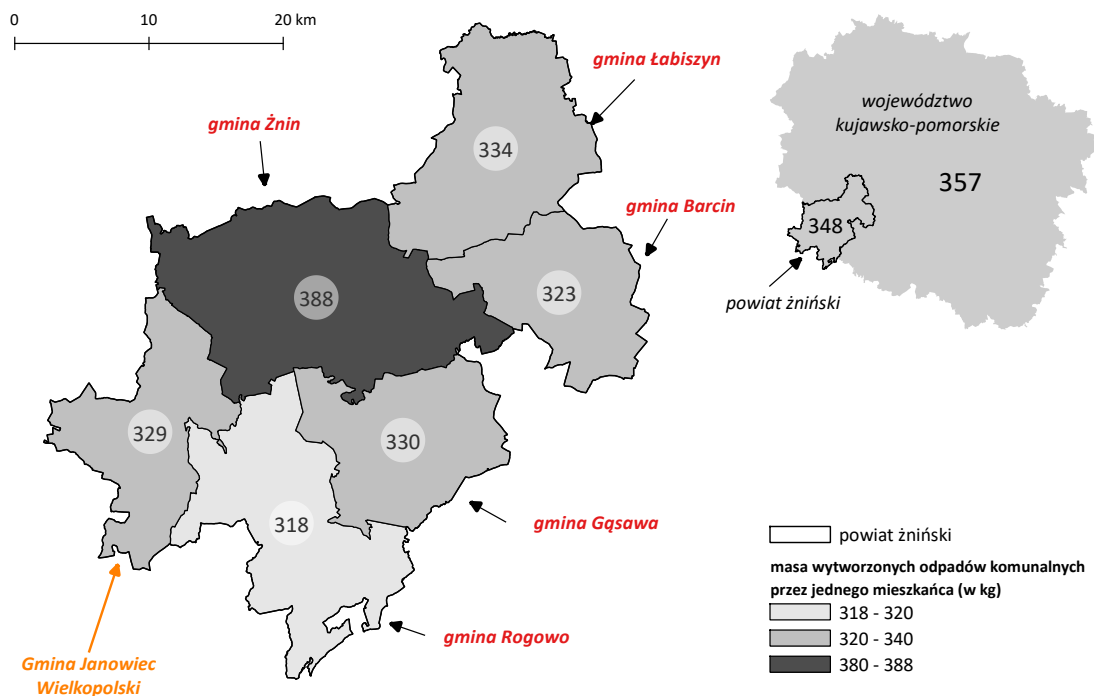 0 10 20 km
gmina Łabiszyn
gmina Żnin
334
gmina Barcin
388
323
329
330
318
gmina Gąsawa
gmina Rogowo
Gmina Janowiec
Wielkopolski
województwo
kujawsko-pomorskie
357
348
powiat żniński
powiat żniński
masa wytworzonych odpadów komunalnych
przez jednego mieszkańca (w kg)
318 - 320
320 - 340
380 - 388